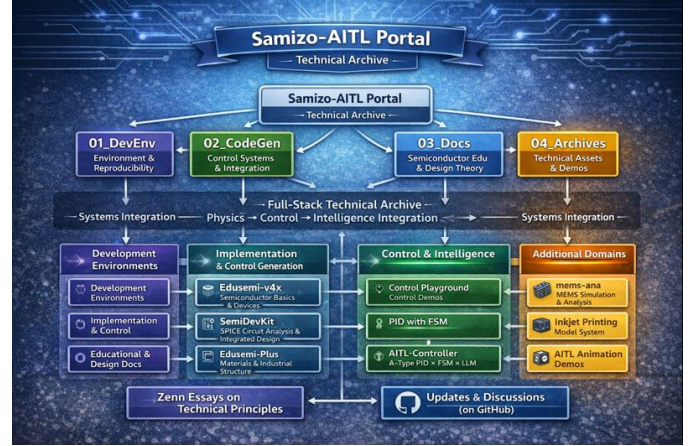 Samizo-AITL Portal
Technical Archive
Samizo-AITL Portal
Technical Archive
01_DevEnv
Environment &
Reproducibility
02_CodeGen
Control Systems
& Integration
03_Docs
Semiconductor Edu
& Design Theory
04_Archives
Technical Assets
& Demos
Full-Stack Technical Archive
Systems Integration
Physics → Control → Intelligence Integration
Systems Integration
Development
Environments
Development
Environments
Implementation
& Control
Educational &
Design Docs
Implementation
& Control Generation
Edusemi-v4x
Semiconductor Basics
& Devices
SemiDevKit
SPICE Circuit Analysis &
Integrated Design
Edusemi-Plus
Materials & Industrial
Structure
Control & Intelligence
Control Playground
Control Demos
PID with FSM
AITL-Controller
A-Type PID × FSM × LLM
Additional Domains
mems-ana
MEMS Simulation
& Analysis
Inkjet Printing
Model System
AITL Animation
Demos
Zenn Essays on
Technical Principles
Updates & Discussions
(on GitHub)